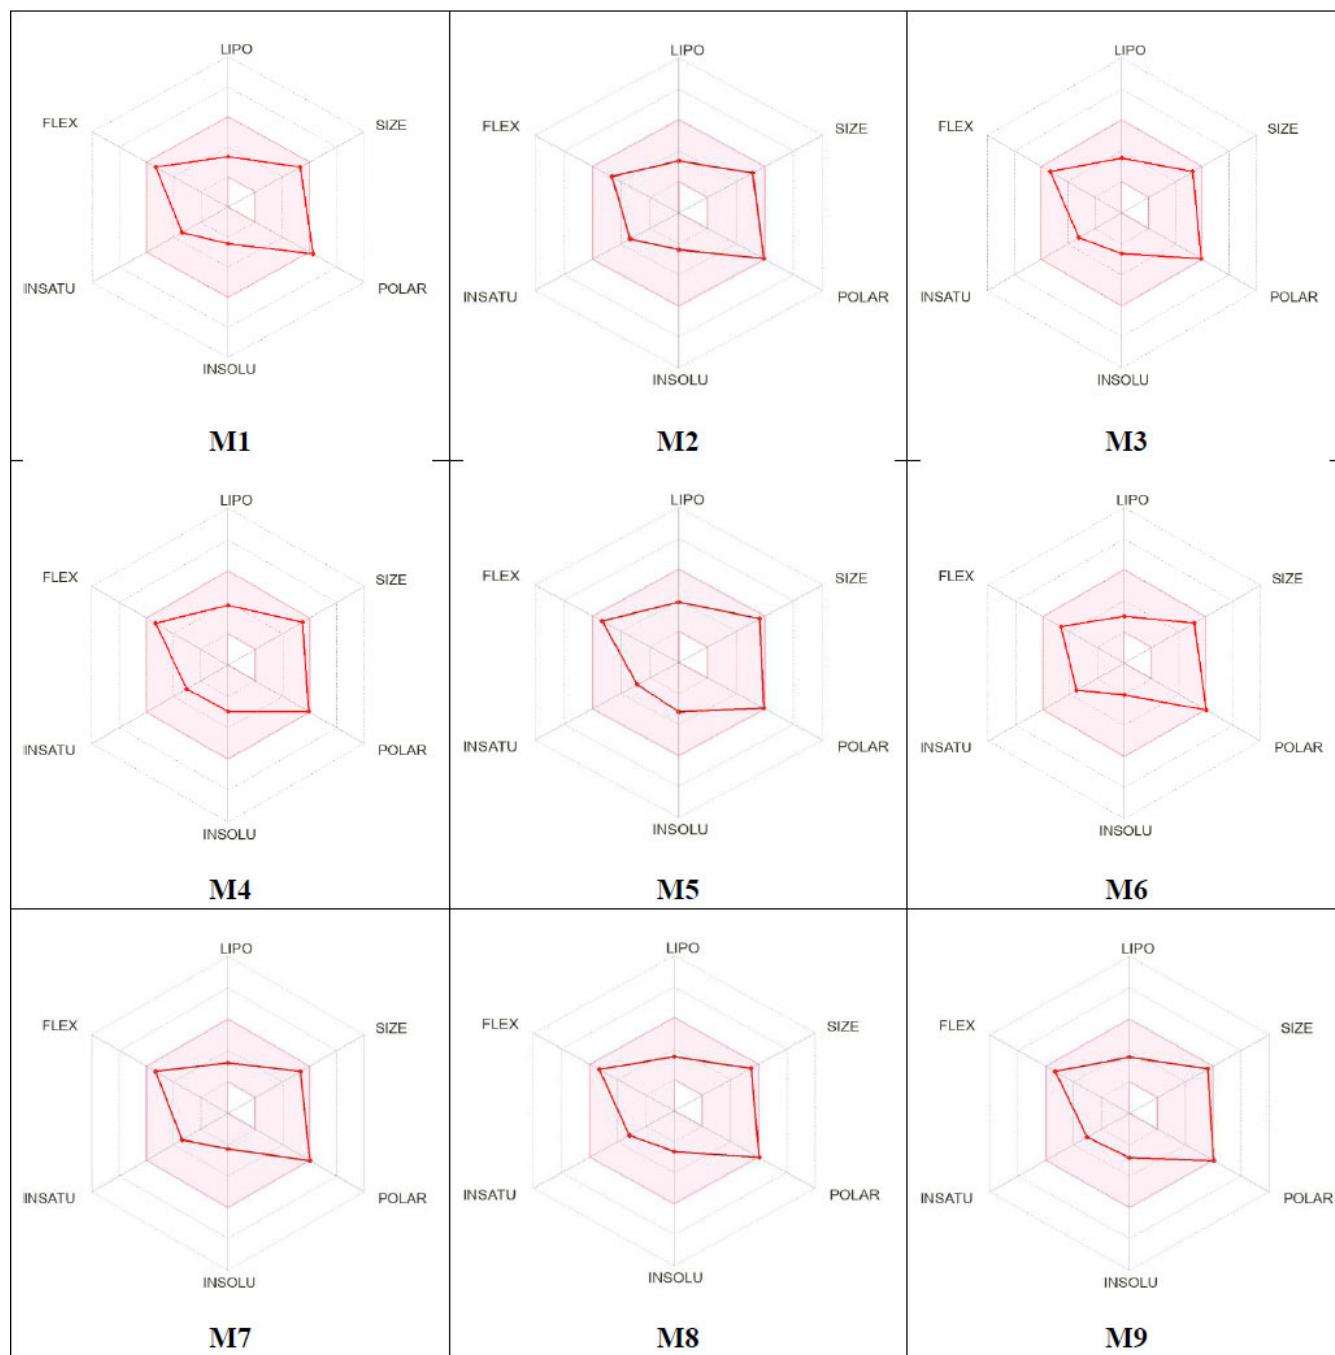 LIPO
FLEX
SIZE
INSATU
POLAR
INSOLU
M1
LIPO
FLEX
SIZE
INSATU
POLAR
INSOLU
M2
LIPO
FLEX
SIZE
INSATU
POLAR
INSOLU
M3
LIPO
FLEX
SIZE
INSATU
POLAR
INSOLU
M4
LIPO
FLEX
SIZE
INSATU
POLAR
INSOLU
M5
LIPO
FLEX
SIZE
INSATU
POLAR
INSOLU
M6
LIPO
FLEX
SIZE
INSATU
POLAR
INSOLU
M7
LIPO
FLEX
SIZE
INSATU
POLAR
INSOLU
M8
LIPO
FLEX
SIZE
INSATU
POLAR
INSOLU
M9